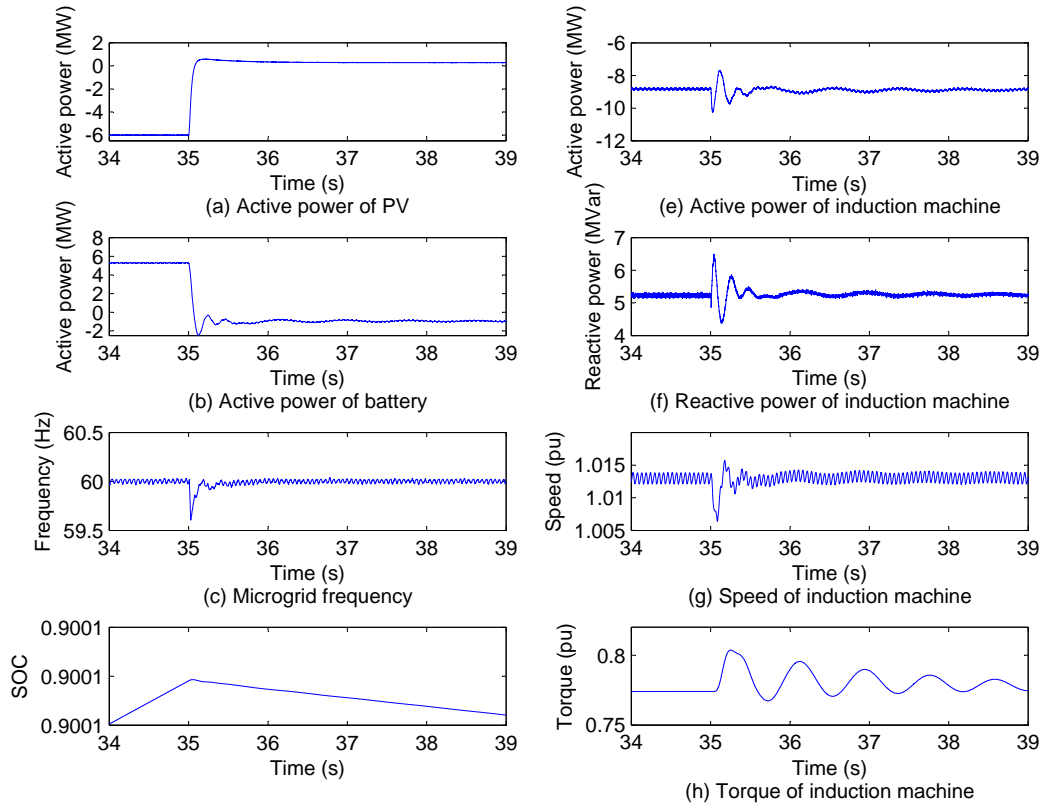 Active power (MW)
2
0
-2
-4
-6
34 35 36 37 38 39
Time (s)
(a) Active power of PV
Active power (MW)
8
6
4
2
0
-2
34 35 36 37 38 39
Time (s)
(b) Active power of battery
Frequency (Hz)
60.5
60
59.5
34 35 36 37 38 39
Time (s)
(c) Microgrid frequency
SOC
0.9001
0.9001
0.9001
34 35 36 37 38 39
Time (s)
Active power (MW)
-6
-8
-10
-12
34 35 36 37 38 39
Time (s)
(e) Active power of induction machine
Reactive power (MVar)
7
6
5
4
34 35 36 37 38 39
Time (s)
(f) Reactive power of induction machine
Speed (pu)
1.015
1.01
1.005
34 35 36 37 38 39
Time (s)
(g) Speed of induction machine
Torque (pu)
0.8
0.75
34 35 36 37 38 39
Time (s)
(h) Torque of induction machine